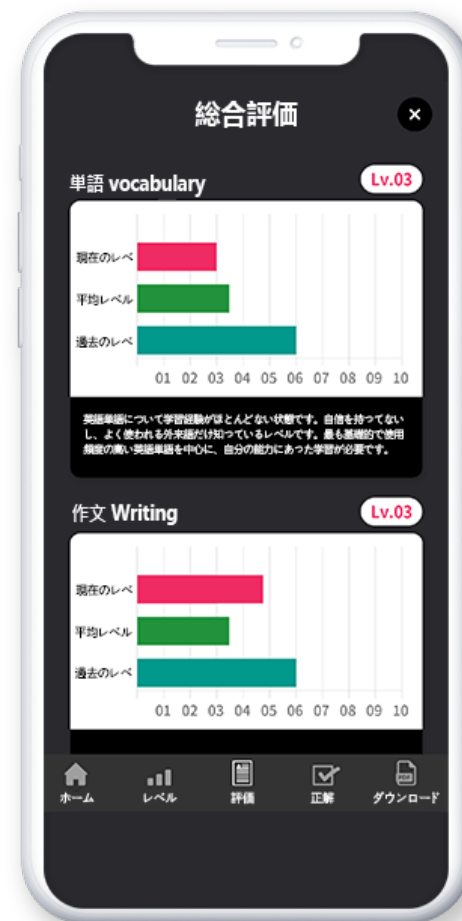 総合評価
×
単語 vocabulary
Lv.03
現在のレベ
平均レベル
過去のレベ
01 02 03 04 05 06 07 08 09 10
英語単語について学習経験がほとんどない状態です。自信を持つてない
し、よく使われる外来語だけ知つているレベルです。最も基礎的で使用
頻度の高い英語単語を中心に、自分の能力にあった学習が必要です。
作文 Writing
Lv.03
現在のレベ
平均レベル
過去のレベ
01 02 03 04 05 06 07 08 09 10
ホーム
レベル
評価
正解
PDF
ダウンロード